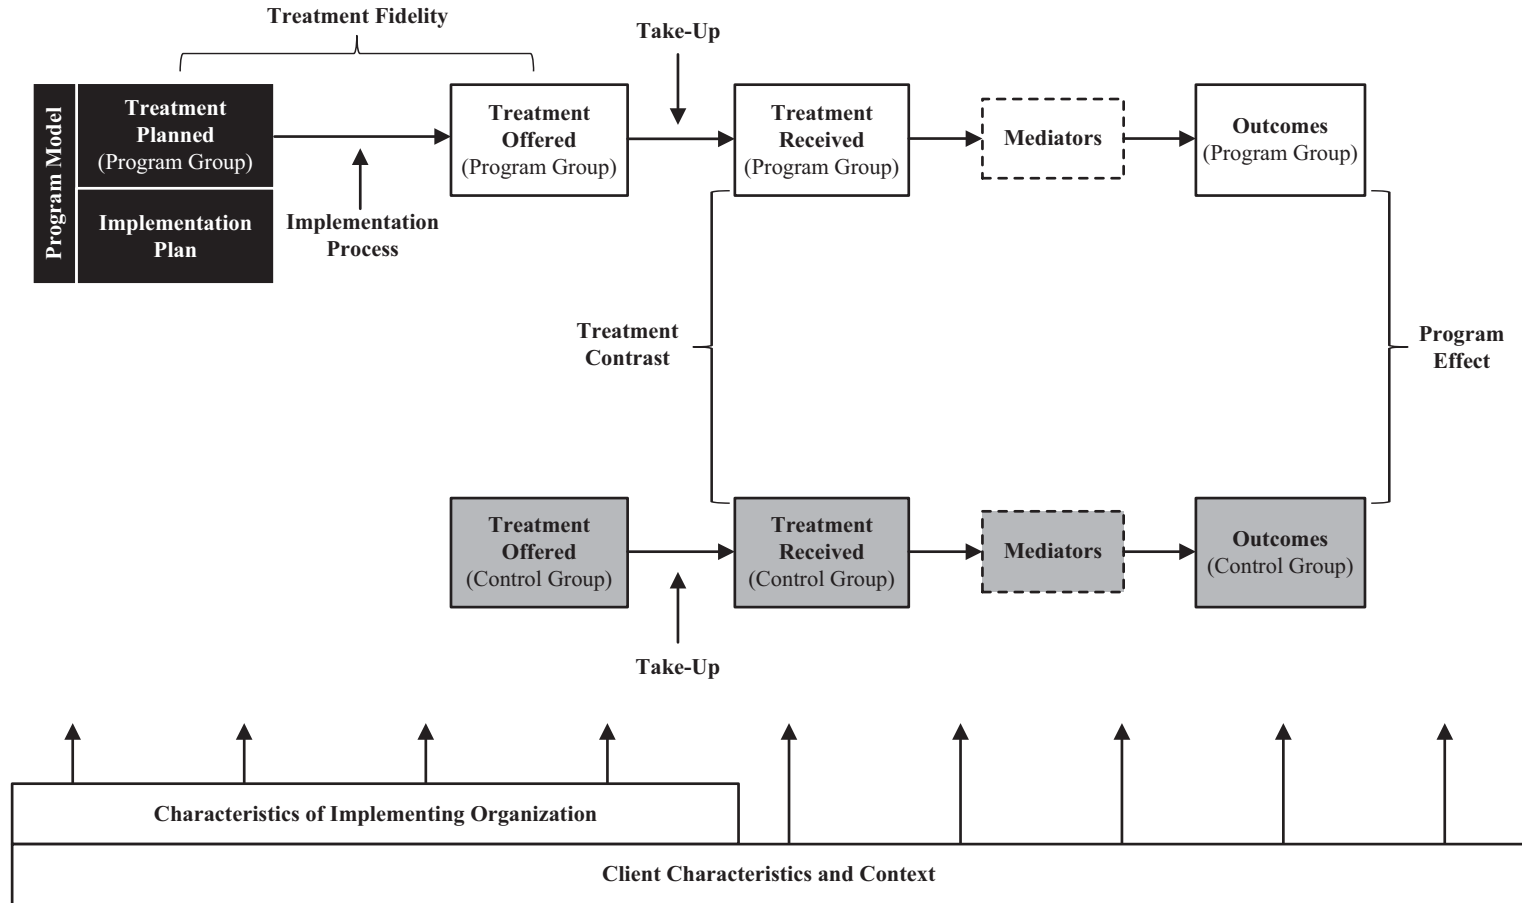 Treatment Fidelity
Take-Up
Program Model
Treatment
Planned
(Program Group)
Implementation
Plan
Implementation
Process
Treatment
Offered
(Program Group)
Treatment
Received
(Program Group)
Mediators
Outcomes
(Program Group)
Treatment
Contrast
Program
Effect
Treatment
Offered
(Control Group)
Treatment
Received
(Control Group)
Mediators
Outcomes
(Control Group)
Take-Up
Characteristics of Implementing Organization
Client Characteristics and Context